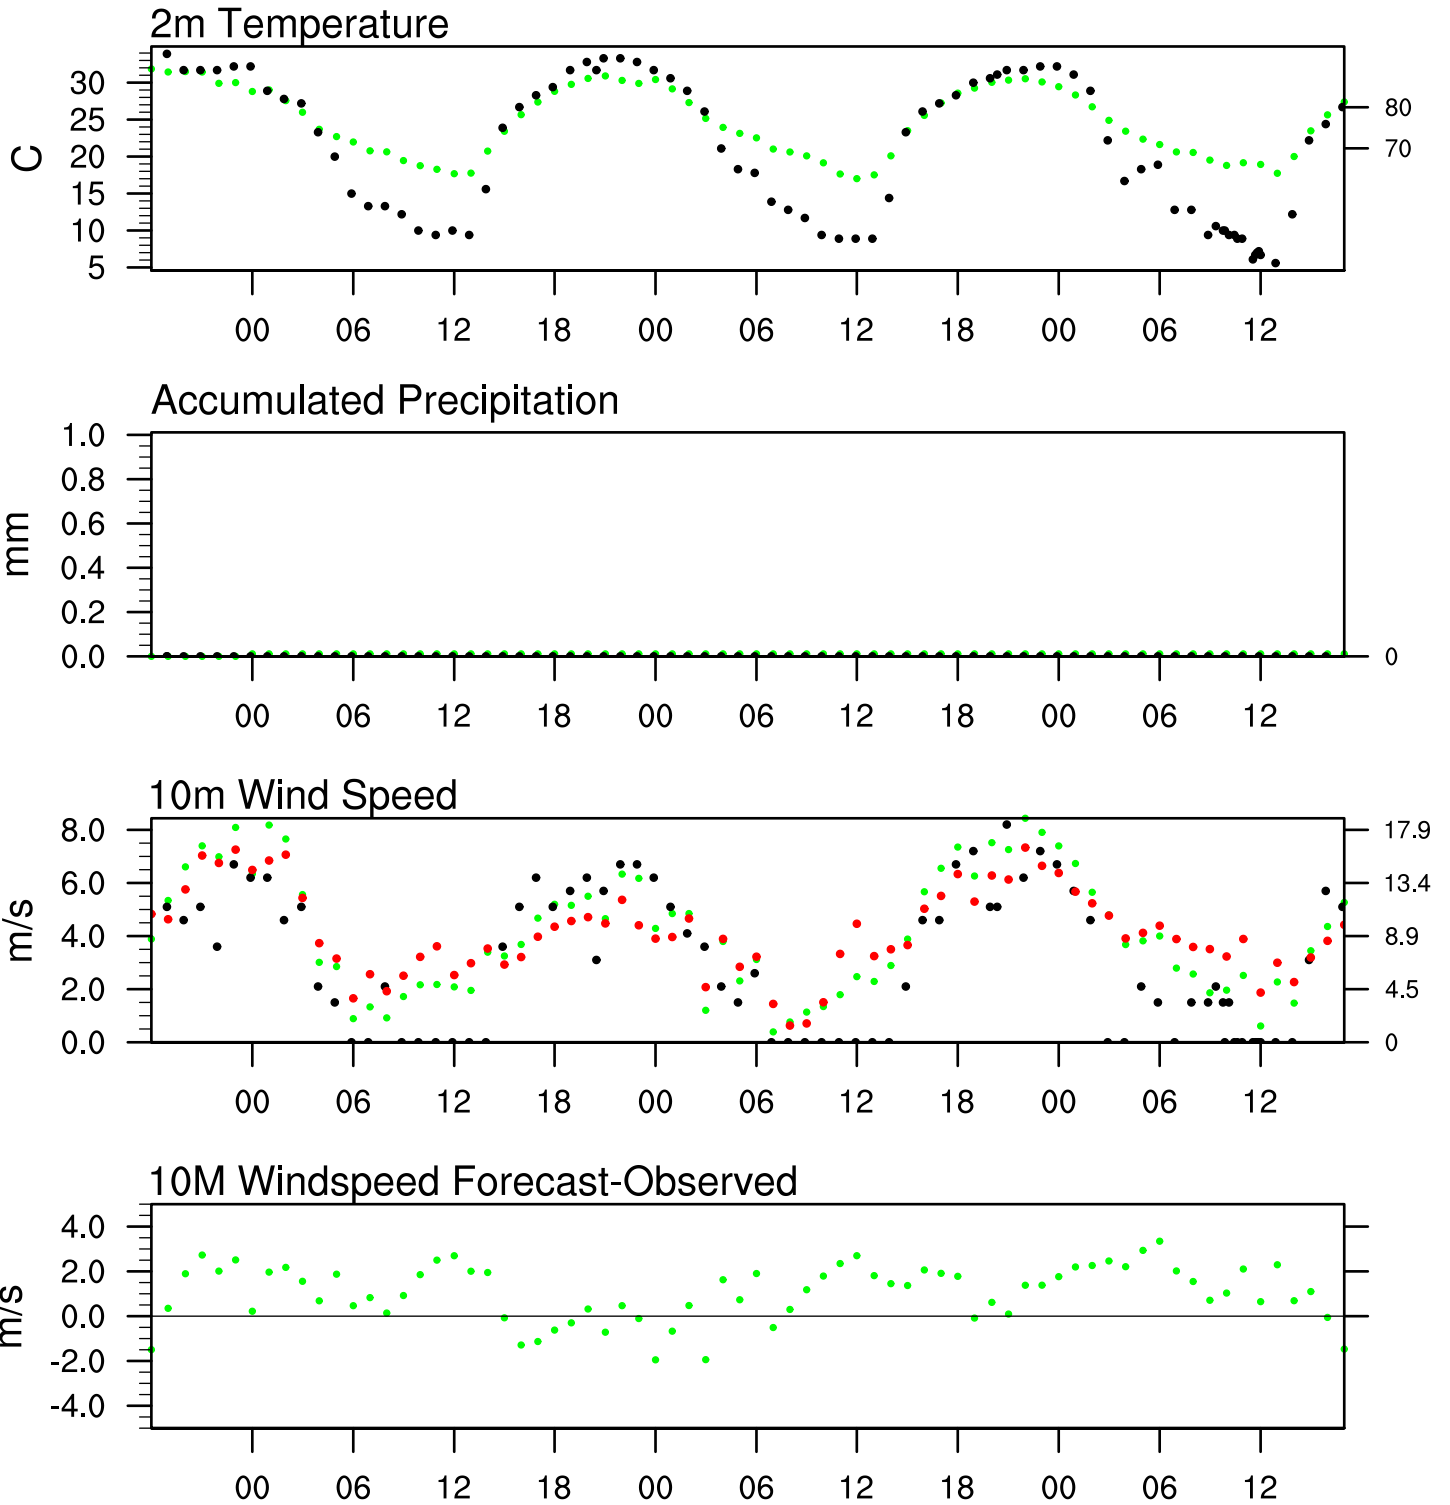 2m Temperature
C
30
25
20
15
10
5
80
70
00 06 12 18 00 06 12 18 00 06 12
Accumulated Precipitation
mm
1.0
0.8
0.6
0.4
0.2
0.0
0
00 06 12 18 00 06 12 18 00 06 12
10m Wind Speed
m/s
8.0
6.0
4.0
2.0
0.0
17.9
13.4
8.9
4.5
0
00 06 12 18 00 06 12 18 00 06 12
10M Windspeed Forecast-Observed
m/s
4.0
2.0
0.0
-2.0
-4.0
00 06 12 18 00 06 12 18 00 06 12